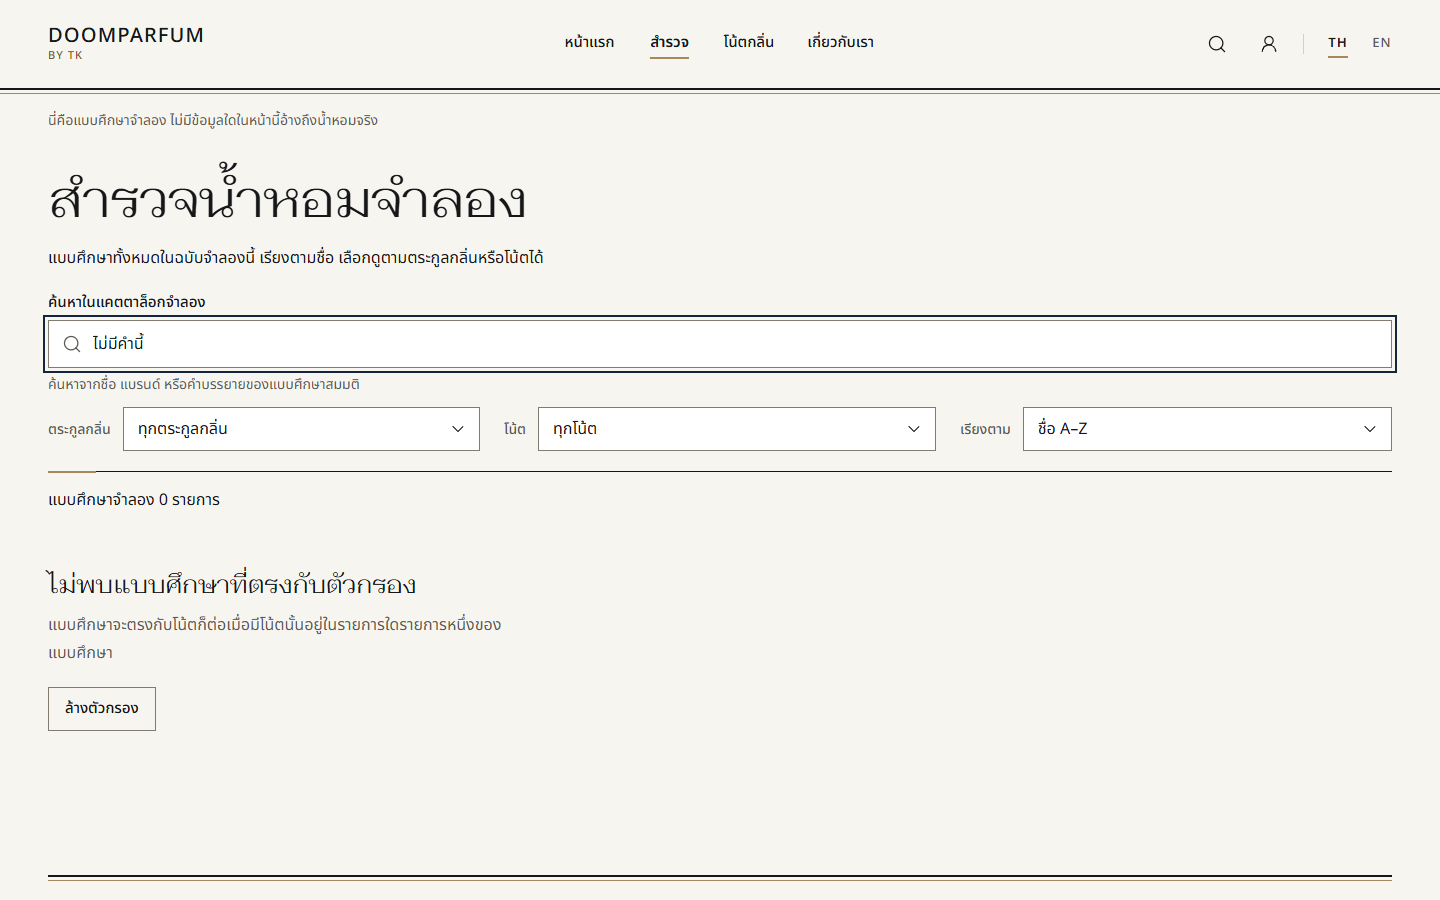 DOOMPARFUM
BY TK
หน้าแรก
สำรวจ
โน้ตกลิ่น
เกี่ยวกับเรา
TH
EN
นี่คือแบบศึกษาจำลอง ไม่มีข้อมูลใดในหน้านี้อ้างถึงน้ำหอมจริง
สำรวจน้ำหอมจำลอง
แบบศึกษาทั้งหมดในฉบับจำลองนี้ เรียงตามชื่อ เลือกดูตามตระกูลกลิ่นหรือโน้ตได้
ค้นหาในแคตตาล็อกจำลอง
ไม่มีคำนี้
ค้นหาจากชื่อ แบรนด์ หรือคำบรรยายของแบบศึกษาสมมติ
ตระกูลกลิ่น
ทุกตระกูลกลิ่น
โน้ต
ทุกโน้ต
เรียงตาม
ชื่อ A–Z
แบบศึกษาจำลอง 0 รายการ
ไม่พบแบบศึกษาที่ตรงกับตัวกรอง
แบบศึกษาจะตรงกับโน้ตก็ต่อเมื่อมีโน้ตนั้นอยู่ในรายการใดรายการหนึ่งของ
แบบศึกษา
ล้างตัวกรอง